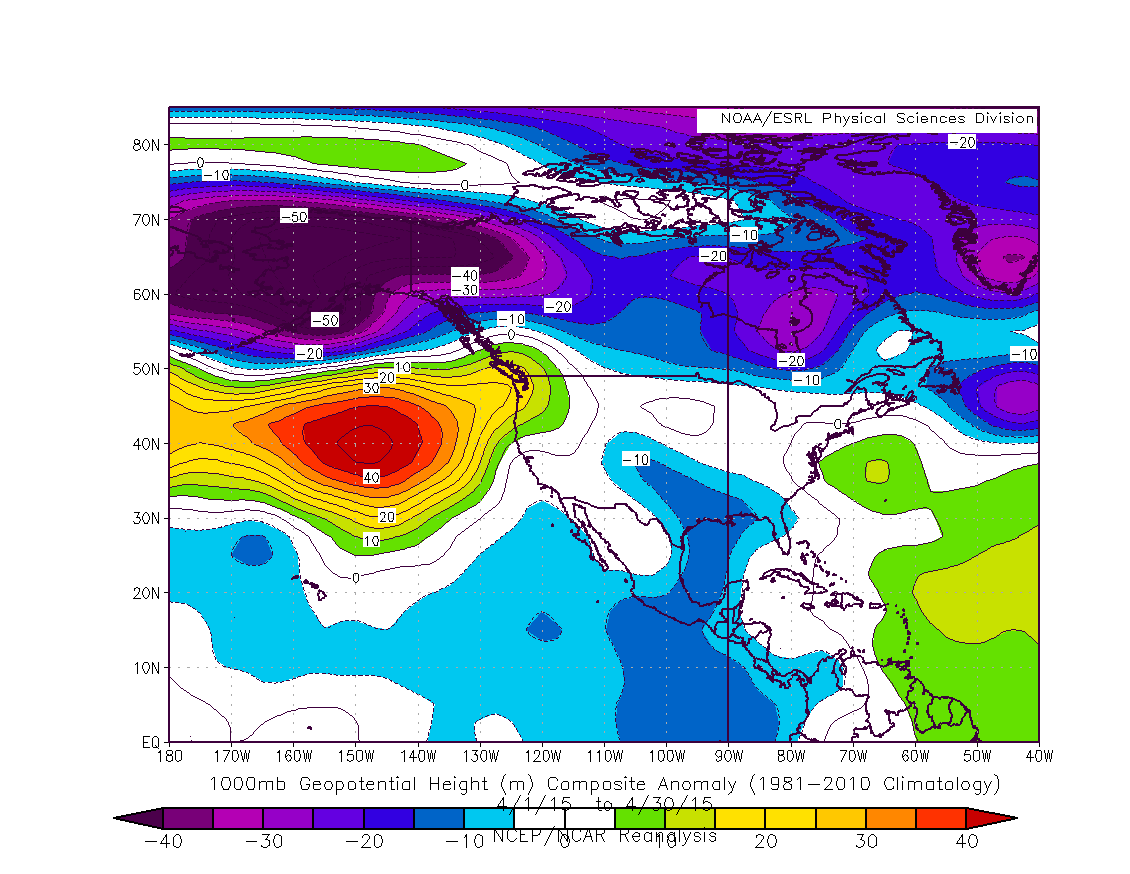 NOAA/ESRL Physical Sciences Division
80N
-20
0
-10
0
70N
-50
-10
-20
-40
60N
-30
-20
-50
-10
0
-20
-10
10
-20
50N
20
-10
30
0
40N
-10
40
30N
20
10
0
20N
10N
EQ
180 170W 160W 150W 140W 130W 120W 110W 100W 90W 80W 70W 60W 50W 40W
1000mb Geopotential Height (m) Composite Anomaly (1981-2010 Climatology)
4/1/15 to 4/30/15
-40 -30 -20 -10 0 10 20 30 40
NCEP/NCAR Reanalysis